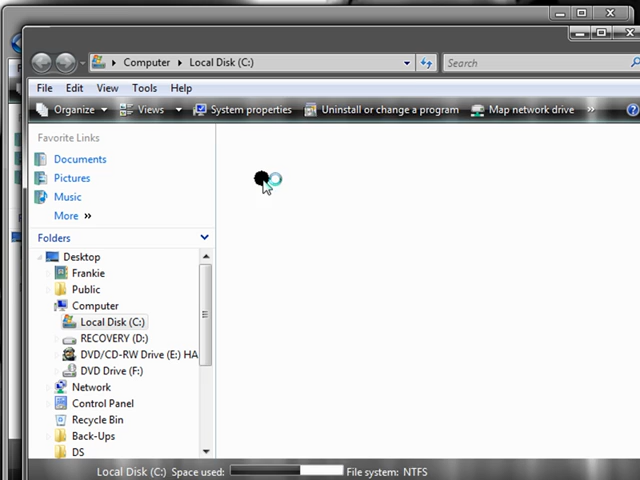 Computer Local Disk (C:) Search
File Edit View Tools Help
Organize Views System properties Uninstall or change a program Map network drive »
Favorite Links
Documents
Pictures
Music
More »
Folders
Desktop
Frankie
Public
Computer
Local Disk (C:)
RECOVERY (D:)
DVD/CD-RW Drive (E:) HA
DVD Drive (F:)
Network
Control Panel
Recycle Bin
Back-Ups
DS
Local Disk (C:) Space used: File system: NTFS